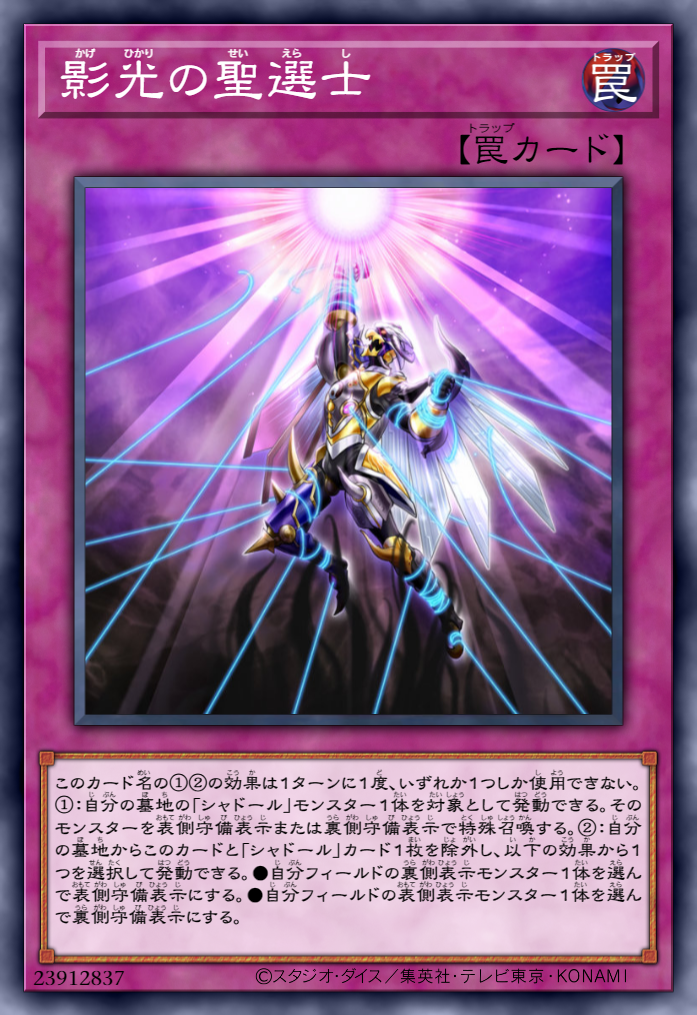 影光の聖選士
罠
【罠カード】
このカード名の①②の効果は1ターンに1度、いずれか1つしか使用できない。
①：自分の墓地の「シャドール」モンスター1体を対象として発動できる。その
モンスターを表側守備表示または裏側守備表示で特殊召喚する。②：自分
の墓地からこのカードと「シャドール」カード1枚を除外し、以下の効果から1
つを選択して発動できる。●自分フィールドの裏側表示モンスター1体を選ん
で表側守備表示にする。●自分フィールドの表側表示モンスター1体を選ん
で裏側守備表示にする。
23912837
©スタジオ・ダイス／集英社・テレビ東京・KONAMI